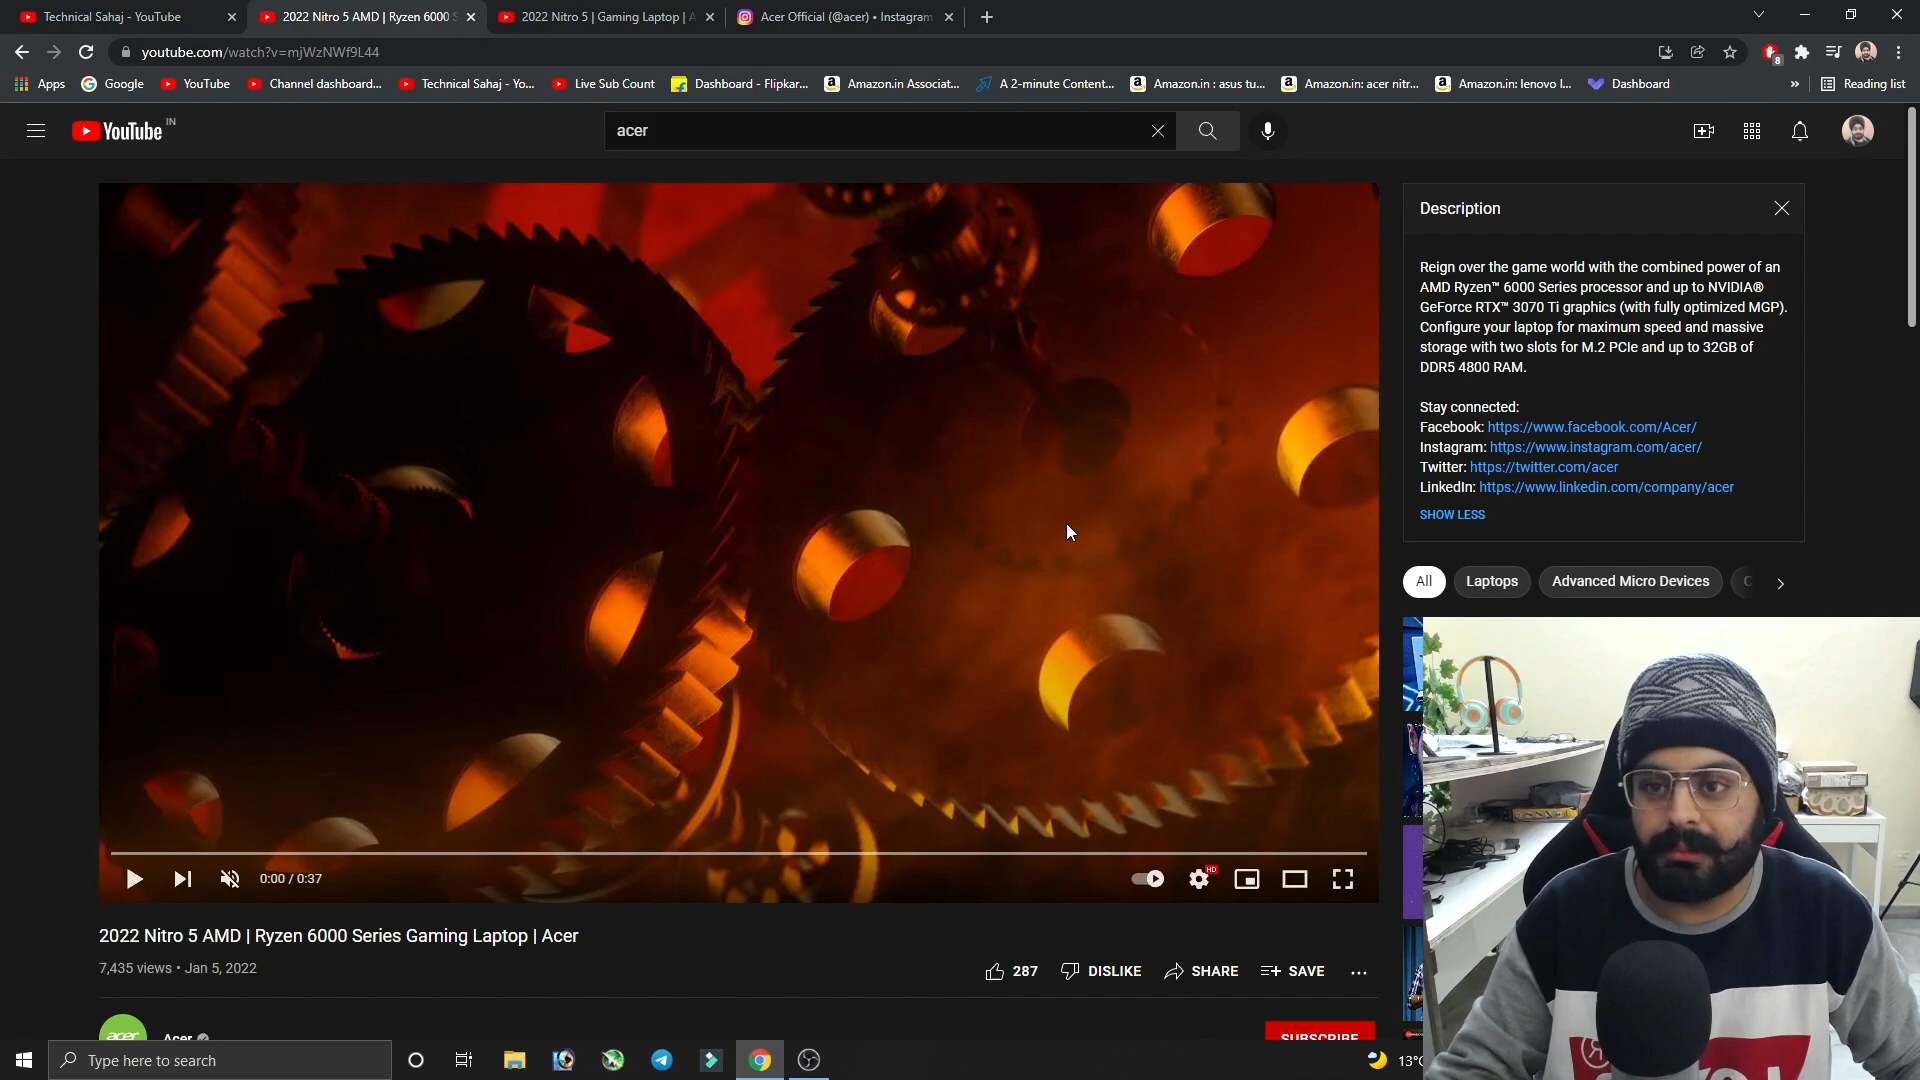 Technical Sahaj - YouTube
2022 Nitro 5 AMD | Ryzen 6000 S
2022 Nitro 5 | Gaming Laptop | A
Acer Official (@acer) • Instagram
youtube.com/watch?v=mjWzNWf9L44
8
Apps
Google
YouTube
Channel dashboard...
Technical Sahaj - Yo...
Live Sub Count
Dashboard - Flipkar...
Amazon.in Associat...
A 2-minute Content...
Amazon.in : asus tu...
Amazon.in: acer nitr...
Amazon.in: lenovo l...
Dashboard
»
Reading list
YouTube IN
acer
Description
Reign over the game world with the combined power of an
AMD Ryzen™ 6000 Series processor and up to NVIDIA®
GeForce RTX™ 3070 Ti graphics (with fully optimized MGP).
Configure your laptop for maximum speed and massive
storage with two slots for M.2 PCIe and up to 32GB of
DDR5 4800 RAM.
Stay connected:
Facebook: https://www.facebook.com/Acer/
Instagram: https://www.instagram.com/acer/
Twitter: https://twitter.com/acer
LinkedIn: https://www.linkedin.com/company/acer
SHOW LESS
All
Laptops
Advanced Micro Devices
0:00 / 0:37
HD
2022 Nitro 5 AMD | Ryzen 6000 Series Gaming Laptop | Acer
7,435 views • Jan 5, 2022
287
DISLIKE
SHARE
SAVE
acer
Acer
SUBSCRIBE
Type here to search
13°C